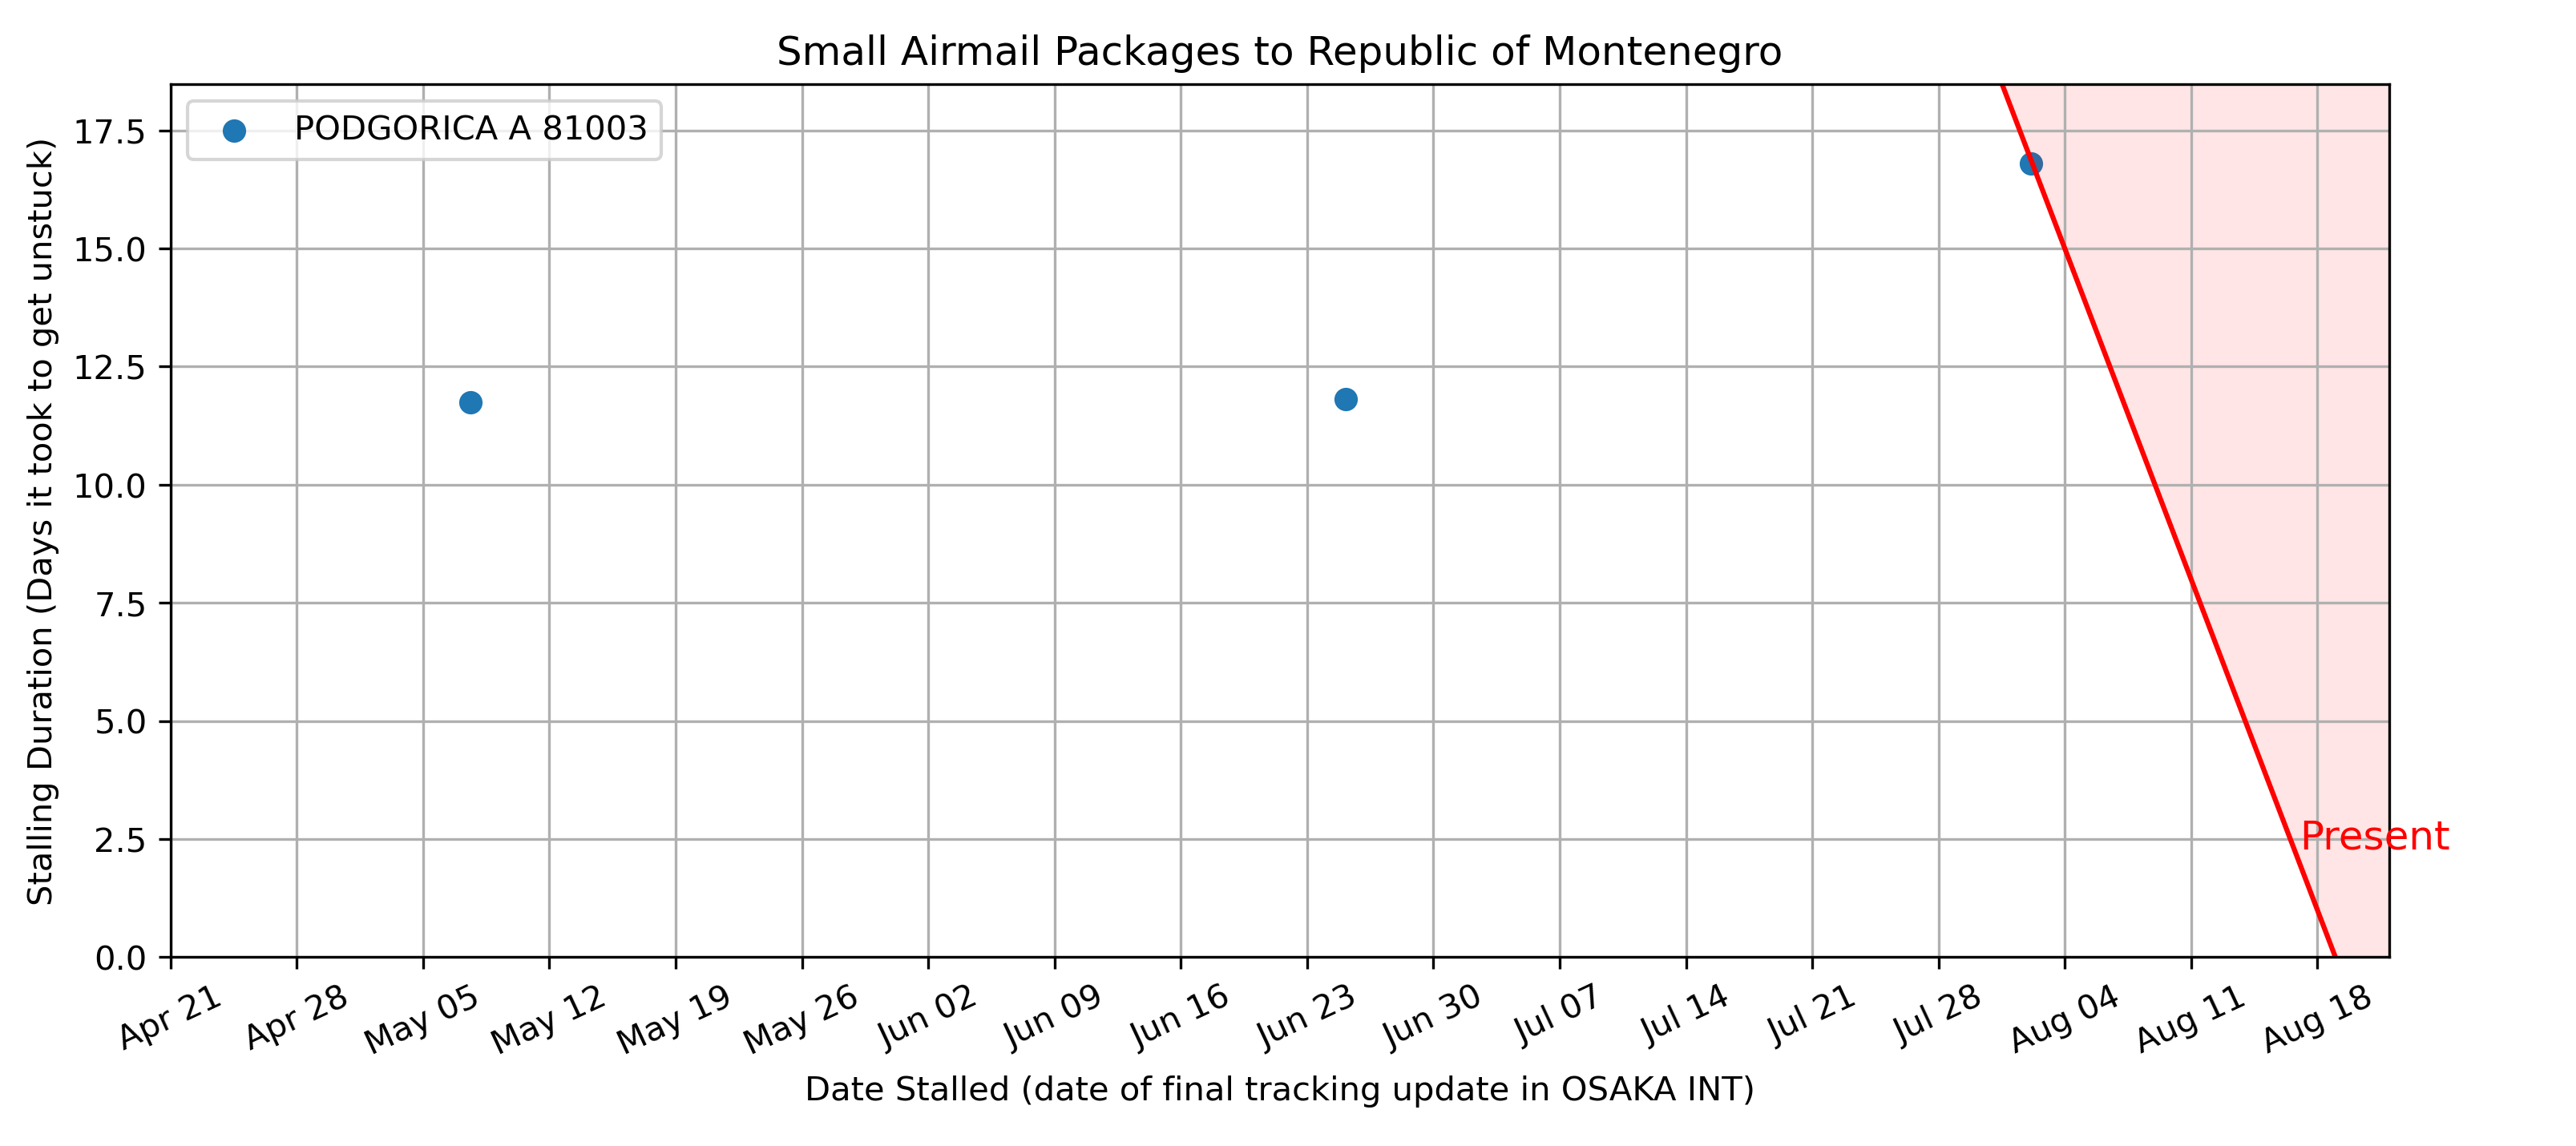 Small Airmail Packages to Republic of Montenegro
PODGORICA A 81003
Stalling Duration (Days it took to get unstuck)
17.5
15.0
12.5
10.0
7.5
5.0
2.5
0.0
Present
Apr 21
Apr 28
May 05
May 12
May 19
May 26
Jun 02
Jun 09
Jun 16
Jun 23
Jun 30
Jul 07
Jul 14
Jul 21
Jul 28
Aug 04
Aug 11
Aug 18
Date Stalled (date of final tracking update in OSAKA INT)